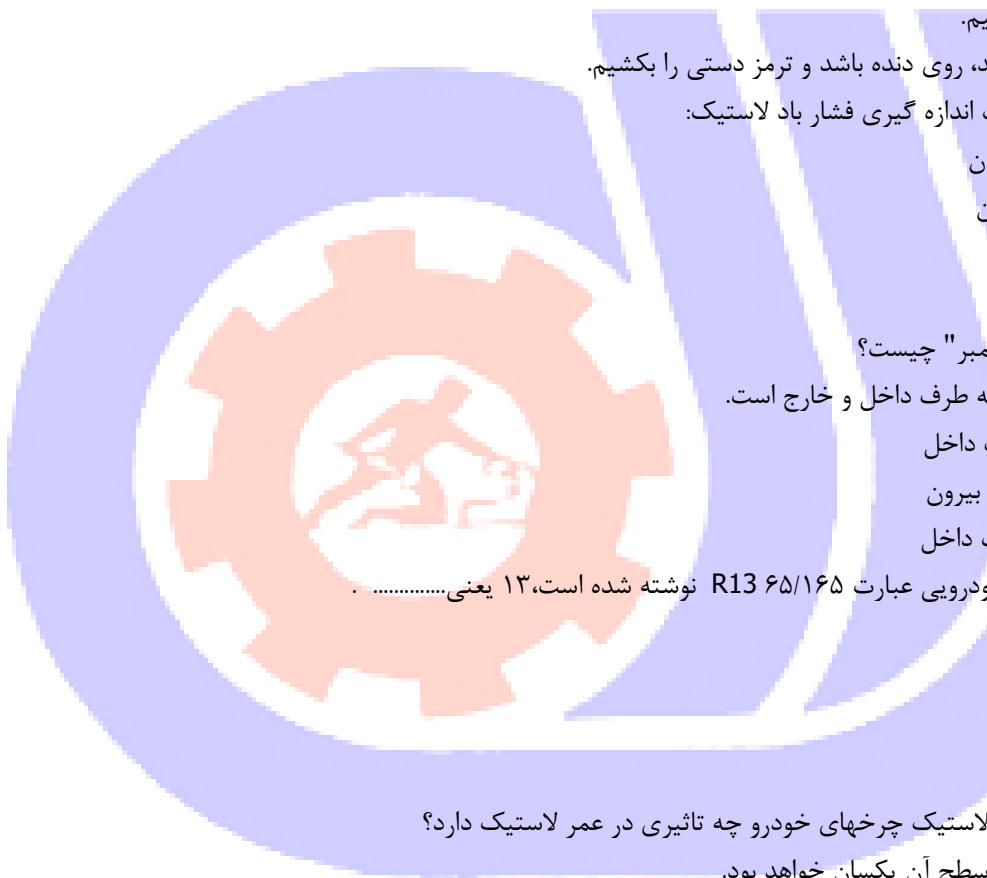 یم.
د، روی دنده باشد و ترمز دستی را بکشیم.
اندازه گیری فشار باد لاستیک:
ن
ن
مبر" چیست؟
ه طرف داخل و خارج است.
داخل
بیرون
داخل
ودرویی عبارت ۶۵/۱۶۵ R13 نوشته شده است،۱۳ یعنی.............. .
لاستیک چرخهای خودرو چه تاثیری در عمر لاستیک دارد؟
سطح آن یکسان خواهد بود.